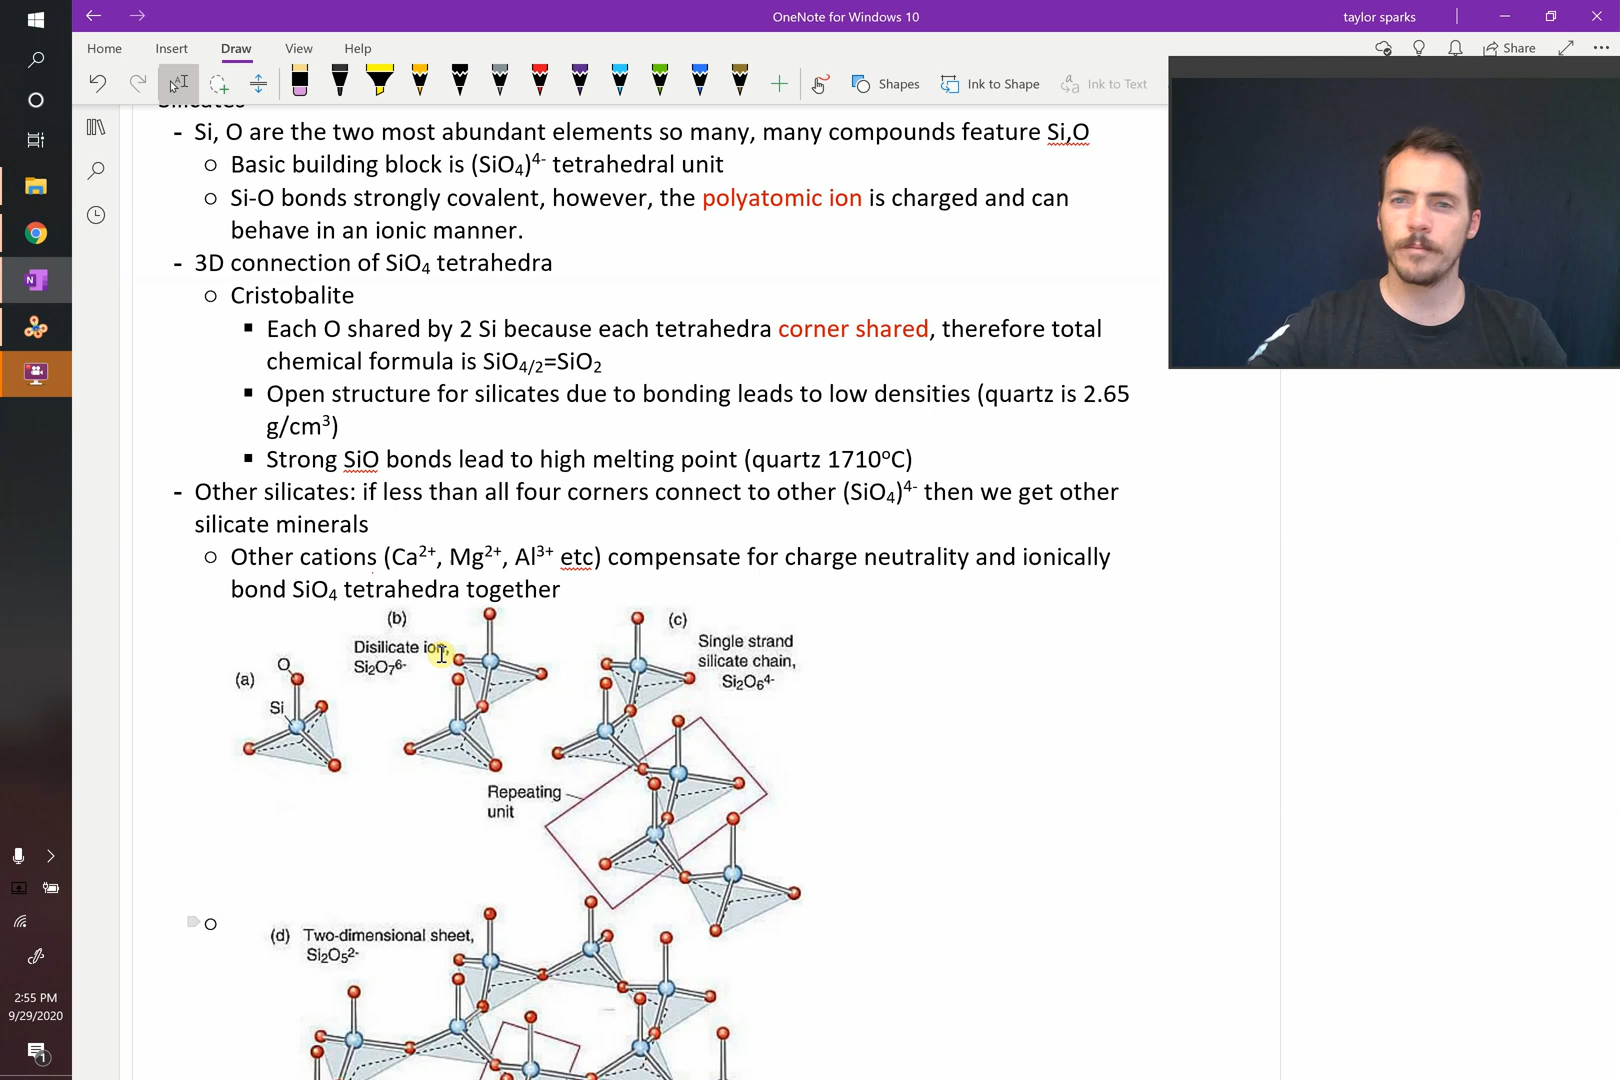 OneNote for Windows 10
taylor sparks
Home Insert Draw View Help
Share
Shapes Ink to Shape Ink to Text
Silicates
- Si, O are the two most abundant elements so many, many compounds feature Si,O
○ Basic building block is (SiO₄)⁴⁻ tetrahedral unit
○ Si-O bonds strongly covalent, however, the polyatomic ion is charged and can
behave in an ionic manner.
- 3D connection of SiO₄ tetrahedra
○ Cristobalite
▪ Each O shared by 2 Si because each tetrahedra corner shared, therefore total
chemical formula is SiO₄/₂=SiO₂
▪ Open structure for silicates due to bonding leads to low densities (quartz is 2.65
g/cm³)
▪ Strong SiO bonds lead to high melting point (quartz 1710°C)
- Other silicates: if less than all four corners connect to other (SiO₄)⁴⁻ then we get other
silicate minerals
○ Other cations (Ca²⁺, Mg²⁺, Al³⁺ etc) compensate for charge neutrality and ionically
bond SiO₄ tetrahedra together
(a)
O
Si
(b)
Disilicate ion,
Si₂O₇⁶⁻
(c)
Single strand
silicate chain,
Si₂O₆⁴⁻
Repeating
unit
○
(d) Two-dimensional sheet,
Si₂O₅²⁻
2:55 PM
9/29/2020
1